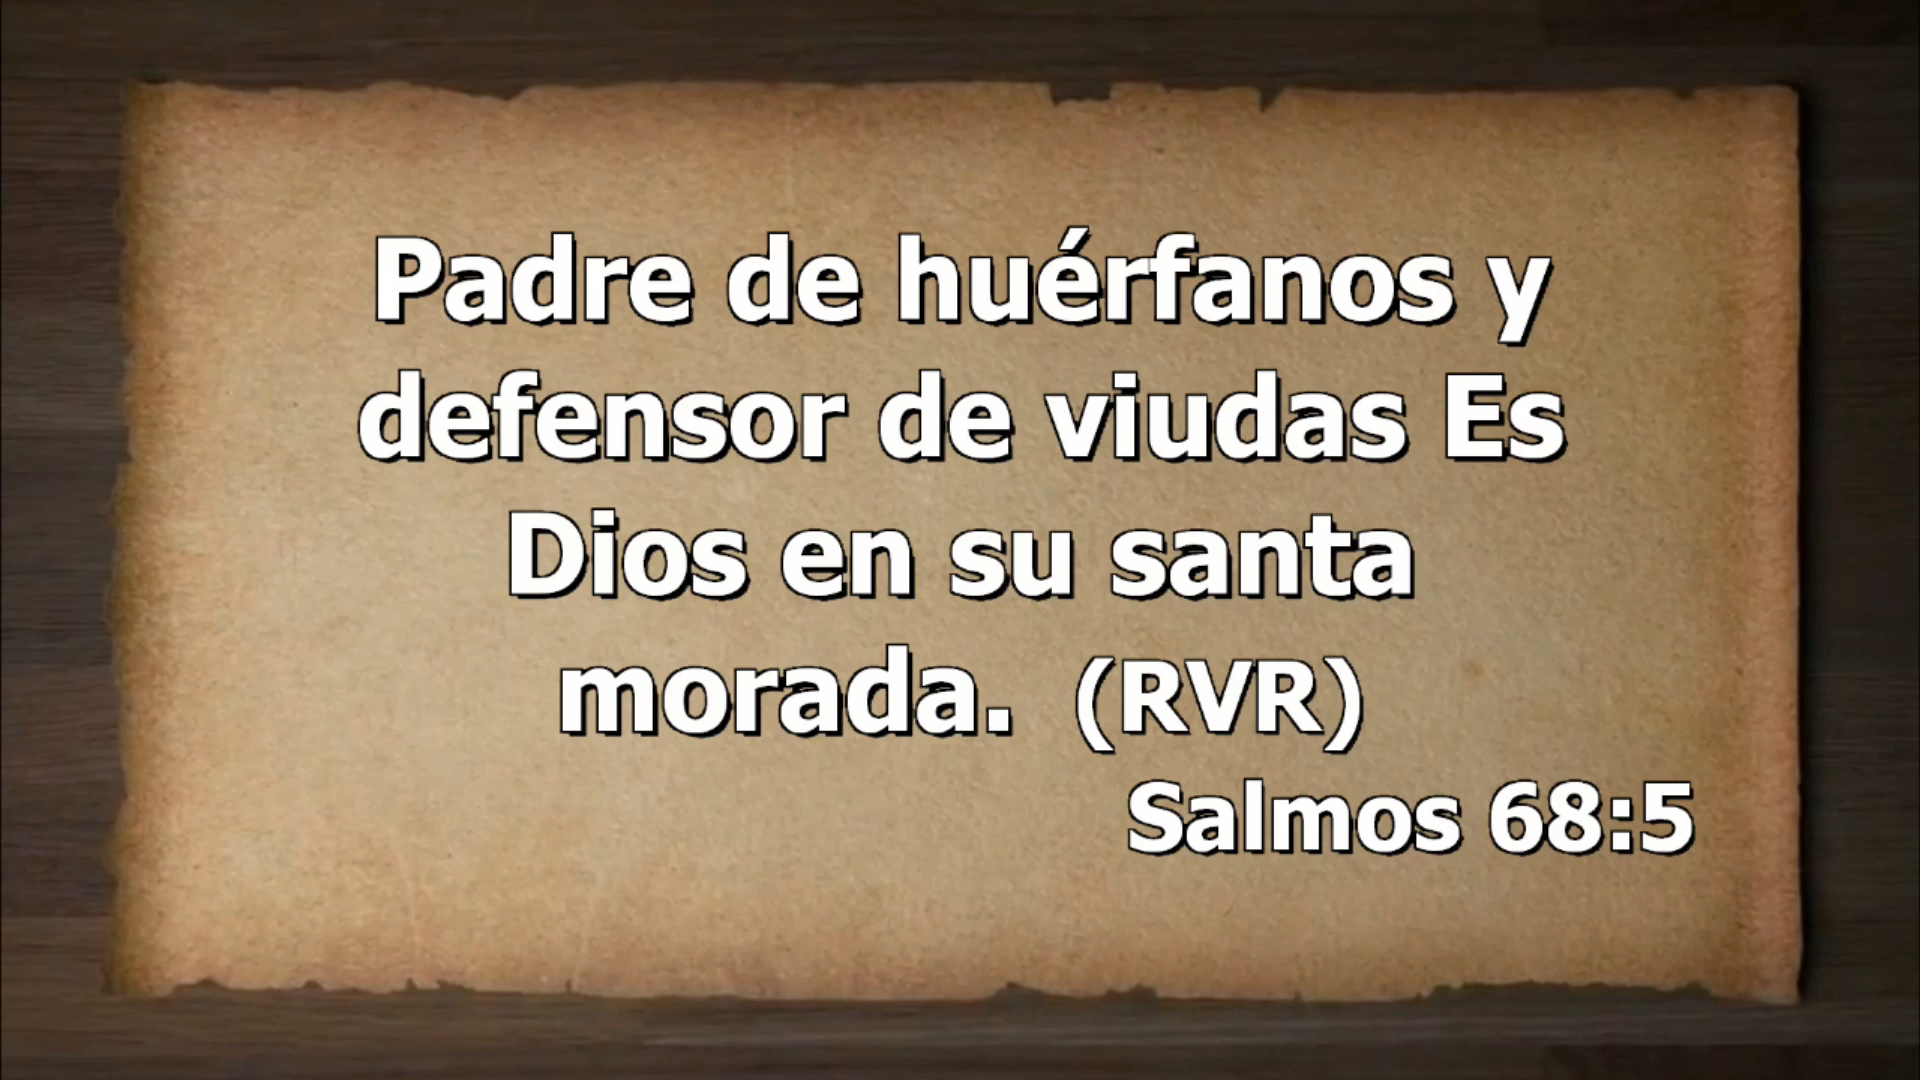 Padre de huérfanos y
defensor de viudas Es
Dios en su santa
morada. (RVR)
Salmos 68:5